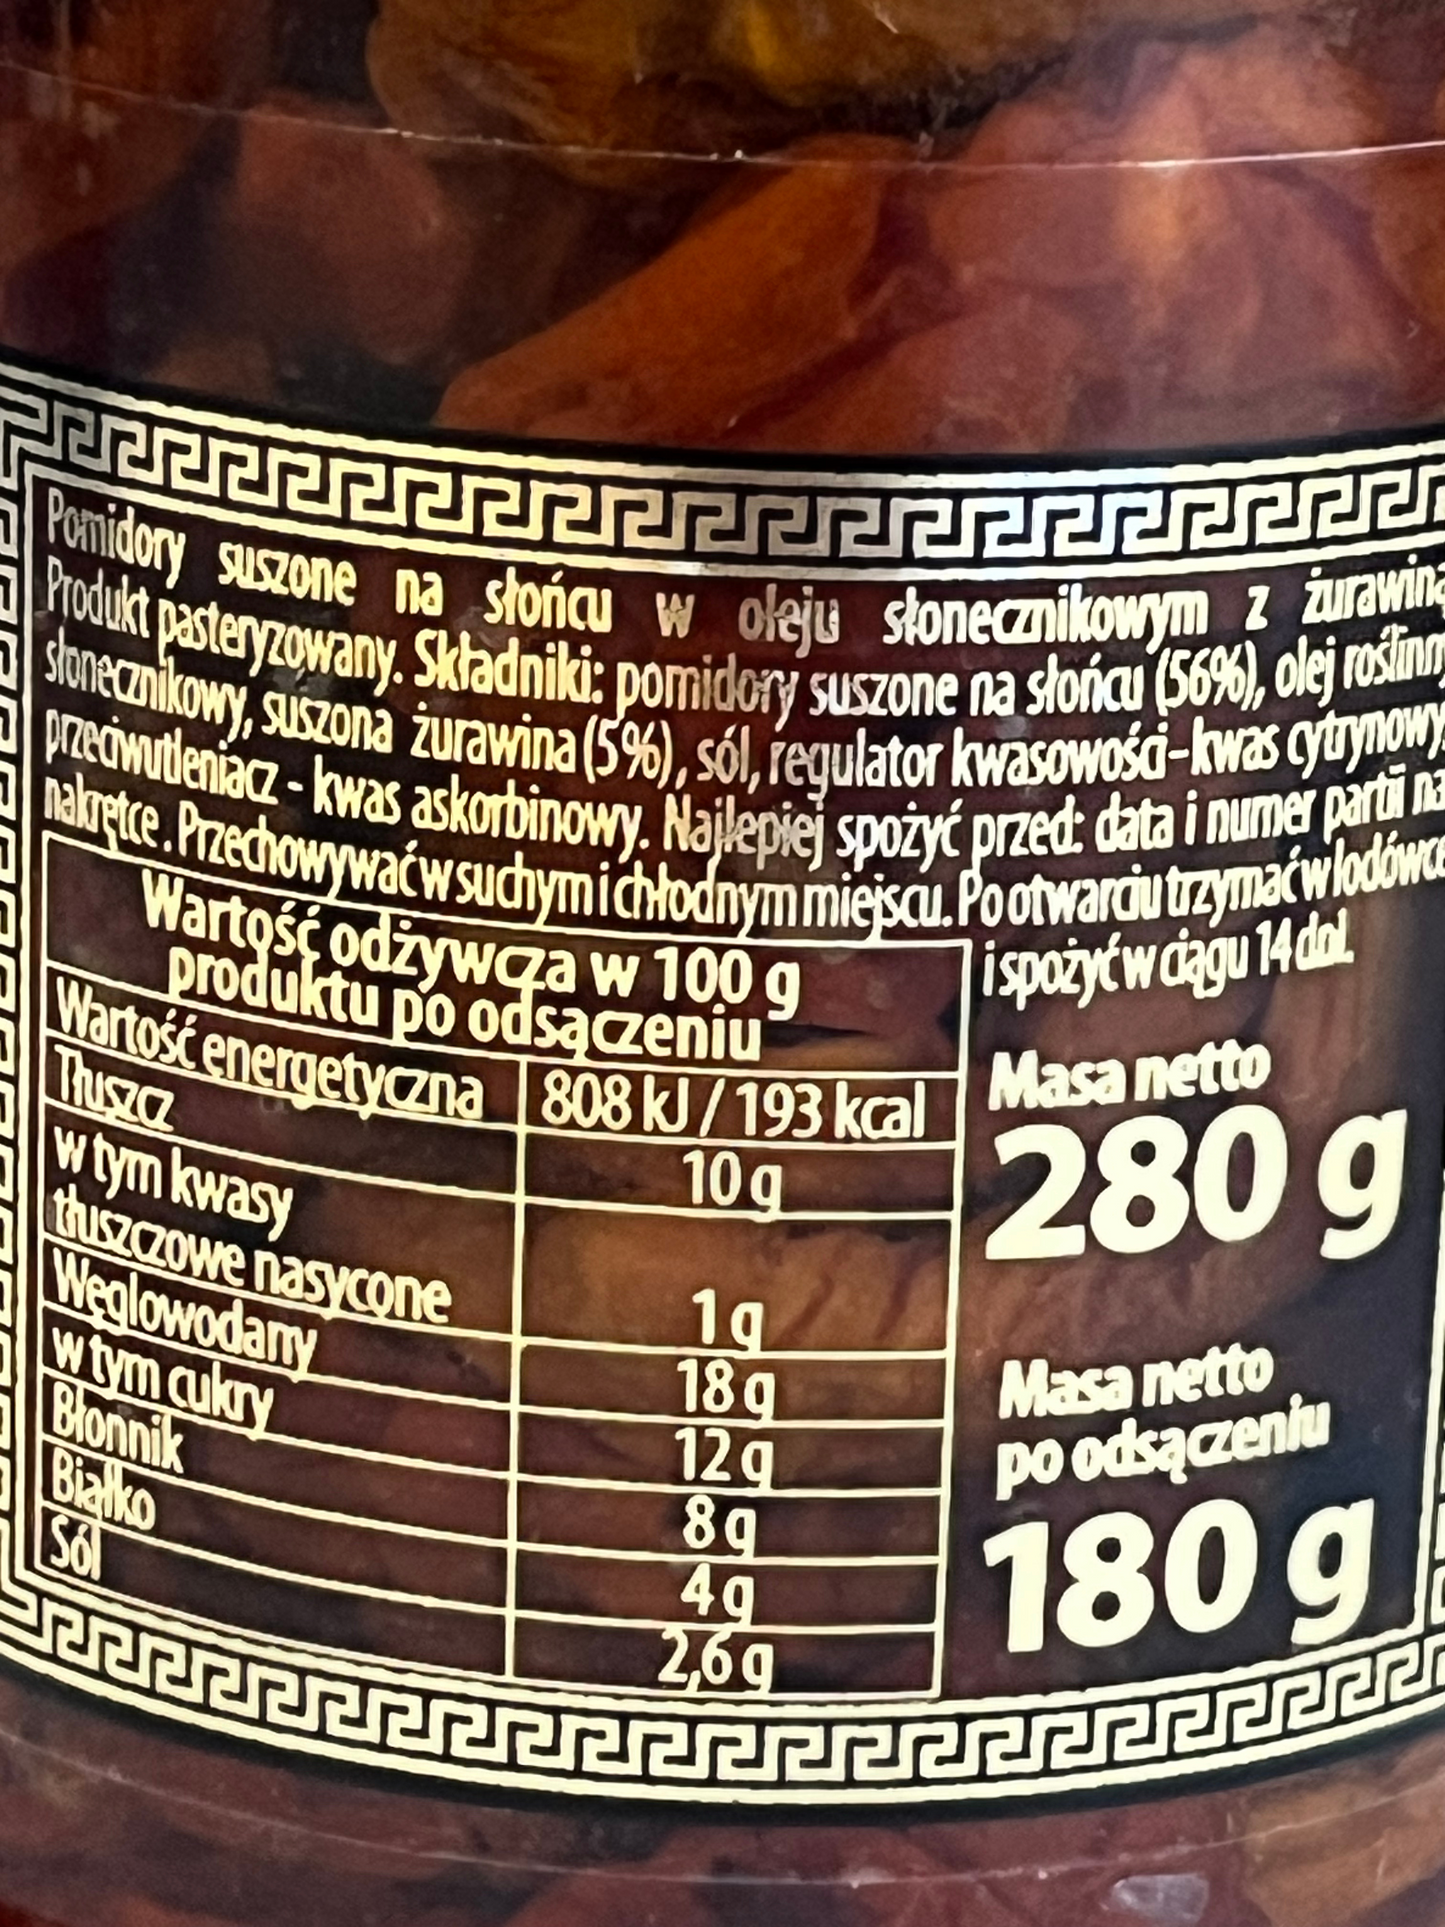 Pomidory suszone na słońcu w oleju słonecznikowym z żurawiną
Produkt pasteryzowany. Składniki: pomidory suszone na słońcu (56%), olej roślinny
słonecznikowy, suszona żurawina (5%), sól, regulator kwasowości-kwas cytrynowy,
przeciwutleniacz - kwas askorbinowy. Najlepiej spożyć przed: data i numer partii na
nakrętce. Przechowywać w suchym i chłodnym miejscu. Po otwarciu trzymać w lodówce
i spożyć w ciągu 14 dni.
Wartość odżywcza w 100 g
produktu po odsączeniu
Wartość energetyczna 808 kJ / 193 kcal
Tłuszcz 10 g
w tym kwasy
tłuszczowe nasycone 1 g
Węglowodany 18 g
w tym cukry 12 g
Błonnik 8 g
Białko 4 g
Sól 2,6 g
Masa netto
280 g
Masa netto
po odsączeniu
180 g